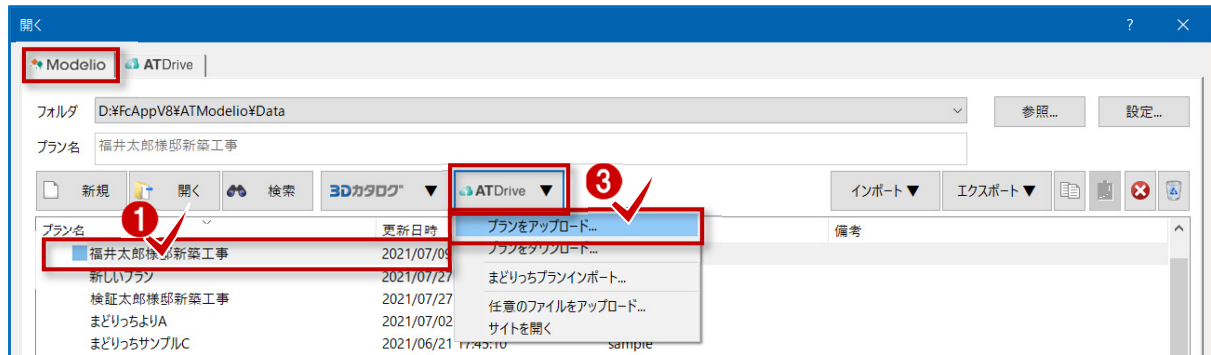 開く ?
Modelio ATDrive
フォルダ D:¥FcAppV8¥ATModelio¥Data 参照... 設定...
プラン名 福井太郎様邸新築工事
新規 開く 検索 3Dカタログ ▼ ATDrive ▼ 3 インポート▼ エクスポート▼
1
プラン名 更新日時 プランをアップロード... 備考
プランをダウンロード...
福井太郎様邸新築工事 2021/07/09
新しいプラン 2021/07/27 まどりっちプランインポート...
検証太郎様邸新築工事 2021/07/27 任意のファイルをアップロード...
まどりっちよりA 2021/07/02 サイトを開く
まどりっちサンプルC 2021/06/21 17:45:10 sample